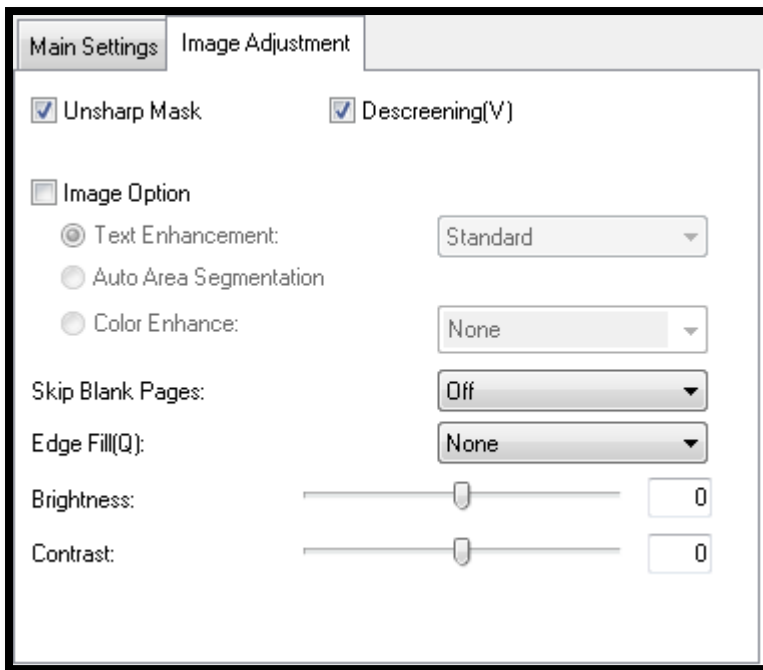 Main Settings Image Adjustment
Unsharp Mask Descreening(V)
Image Option
Text Enhancement: Standard
Auto Area Segmentation
Color Enhance: None
Skip Blank Pages: Off
Edge Fill(Q): None
Brightness: 0
Contrast: 0